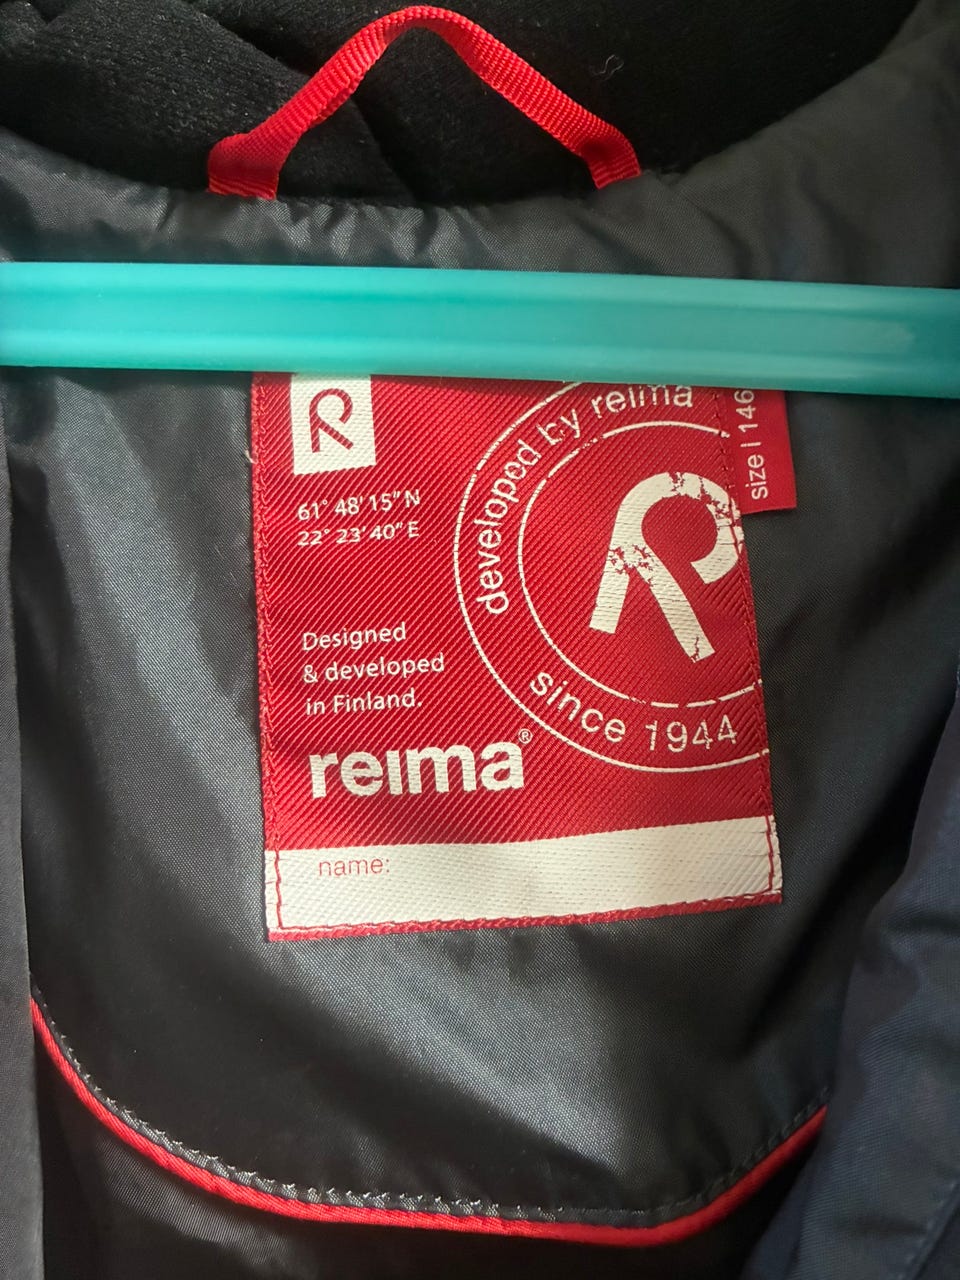 R
61° 48' 15" N
22° 23' 40" E
Designed
& developed
in Finland.
reima®
name:
developed by reima
since 1944
R
size | 146